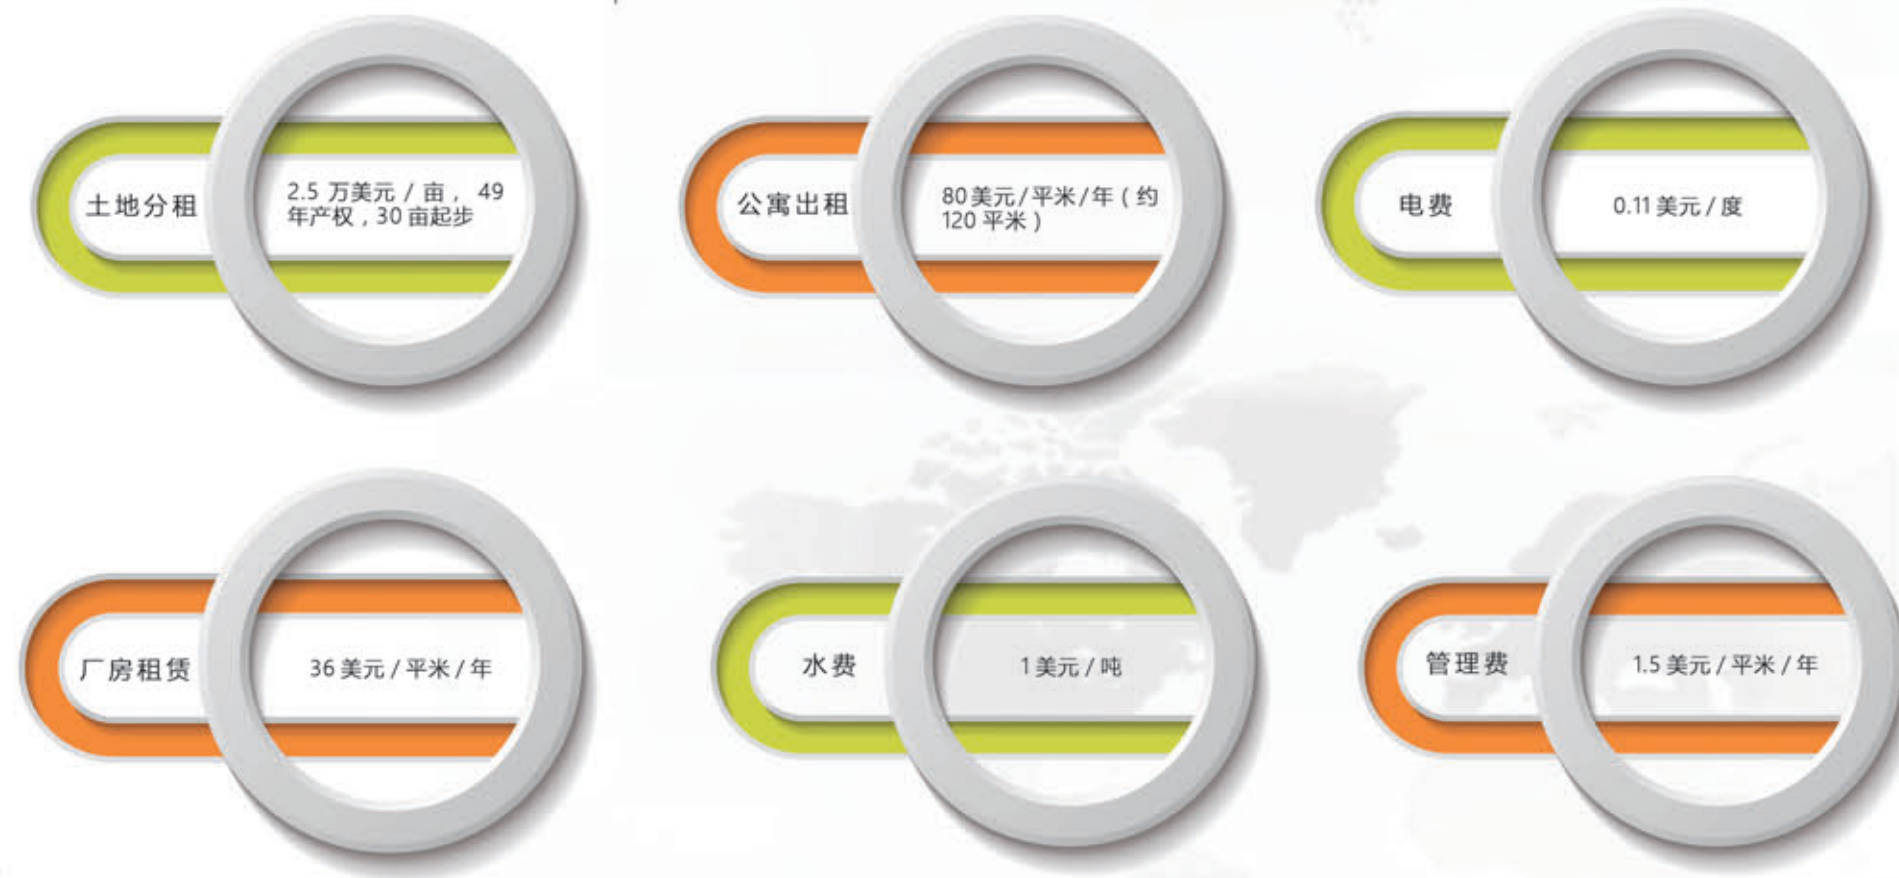 土地分租
2.5 万美元 / 亩，49
年产权，30 亩起步
公寓出租
80 美元 / 平米 / 年（约
120 平米）
电费
0.11 美元 / 度
厂房租赁
36 美元 / 平米 / 年
水费
1 美元 / 吨
管理费
1.5 美元 / 平米 / 年